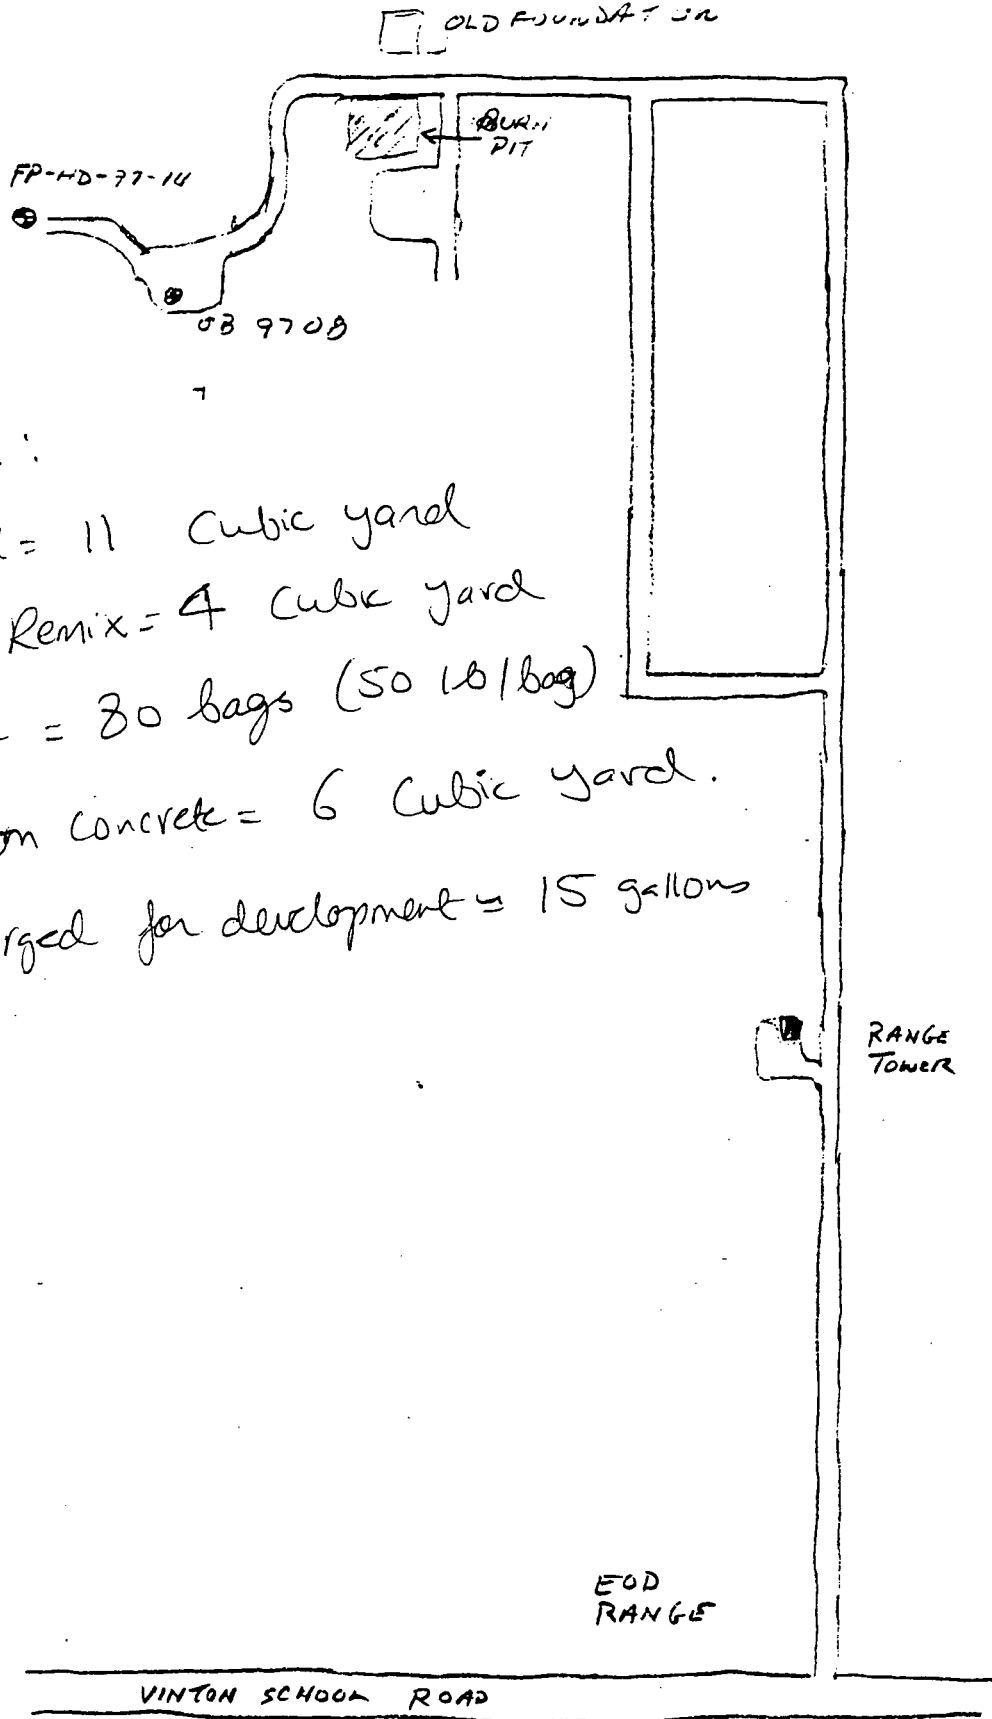 OLD FOUNDATION
BURN
PIT
FP-HD-77-14
OB 9708
= 11 Cubic yard
Remix = 4 Cubic yard
= 80 bags (50 lb/bag)
concrete = 6 Cubic yard.
for development = 15 gallons
RANGE
TOWER
EOD
RANGE
VINTON SCHOOL ROAD